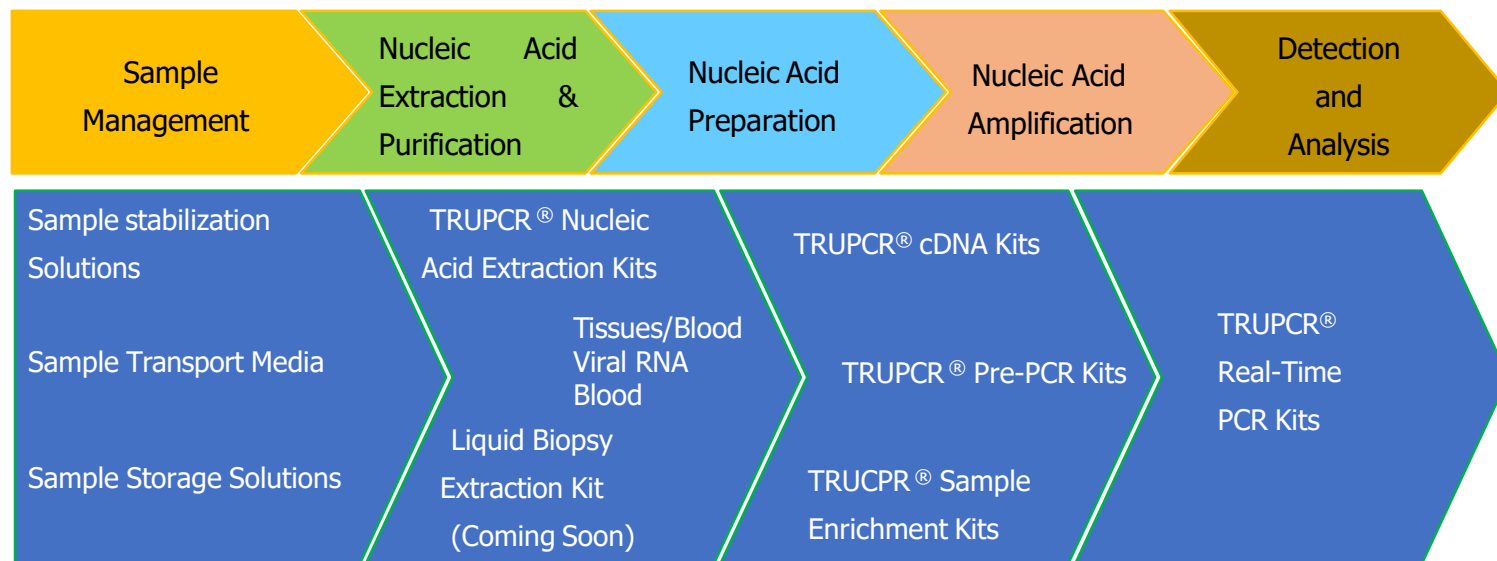 Sample
Management
Nucleic Acid
Extraction &
Purification
Nucleic Acid
Preparation
Nucleic Acid
Amplification
Detection
and
Analysis
Sample stabilization
Solutions
Sample Transport Media
Sample Storage Solutions
TRUPCR ® Nucleic
Acid Extraction Kits
Tissues/Blood
Viral RNA
Blood
Liquid Biopsy
Extraction Kit
(Coming Soon)
TRUPCR® cDNA Kits
TRUPCR ® Pre-PCR Kits
TRUCPR ® Sample
Enrichment Kits
TRUPCR®
Real-Time
PCR Kits